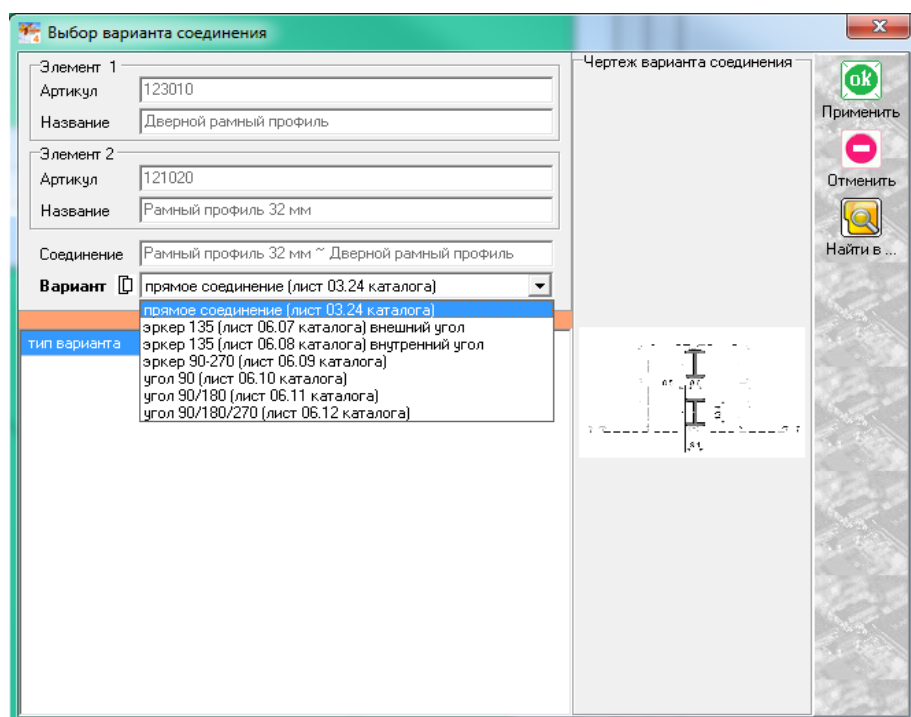 Выбор варианта соединения
Элемент 1
Артикул 123010
Название Дверной рамный профиль
Элемент 2
Артикул 121020
Название Рамный профиль 32 мм
Соединение Рамный профиль 32 мм ~ Дверной рамный профиль
Вариант прямое соединение (лист 03.24 каталога)
прямое соединение (лист 03.24 каталога)
эркер 135 (лист 06.07 каталога) внешний угол
эркер 135 (лист 06.08 каталога) внутренний угол
эркер 90-270 (лист 06.09 каталога)
угол 90 (лист 06.10 каталога)
угол 90/180 (лист 06.11 каталога)
угол 90/180/270 (лист 06.12 каталога)
тип варианта
Чертеж варианта соединения
ok
Применить
Отменить
Найти в ...